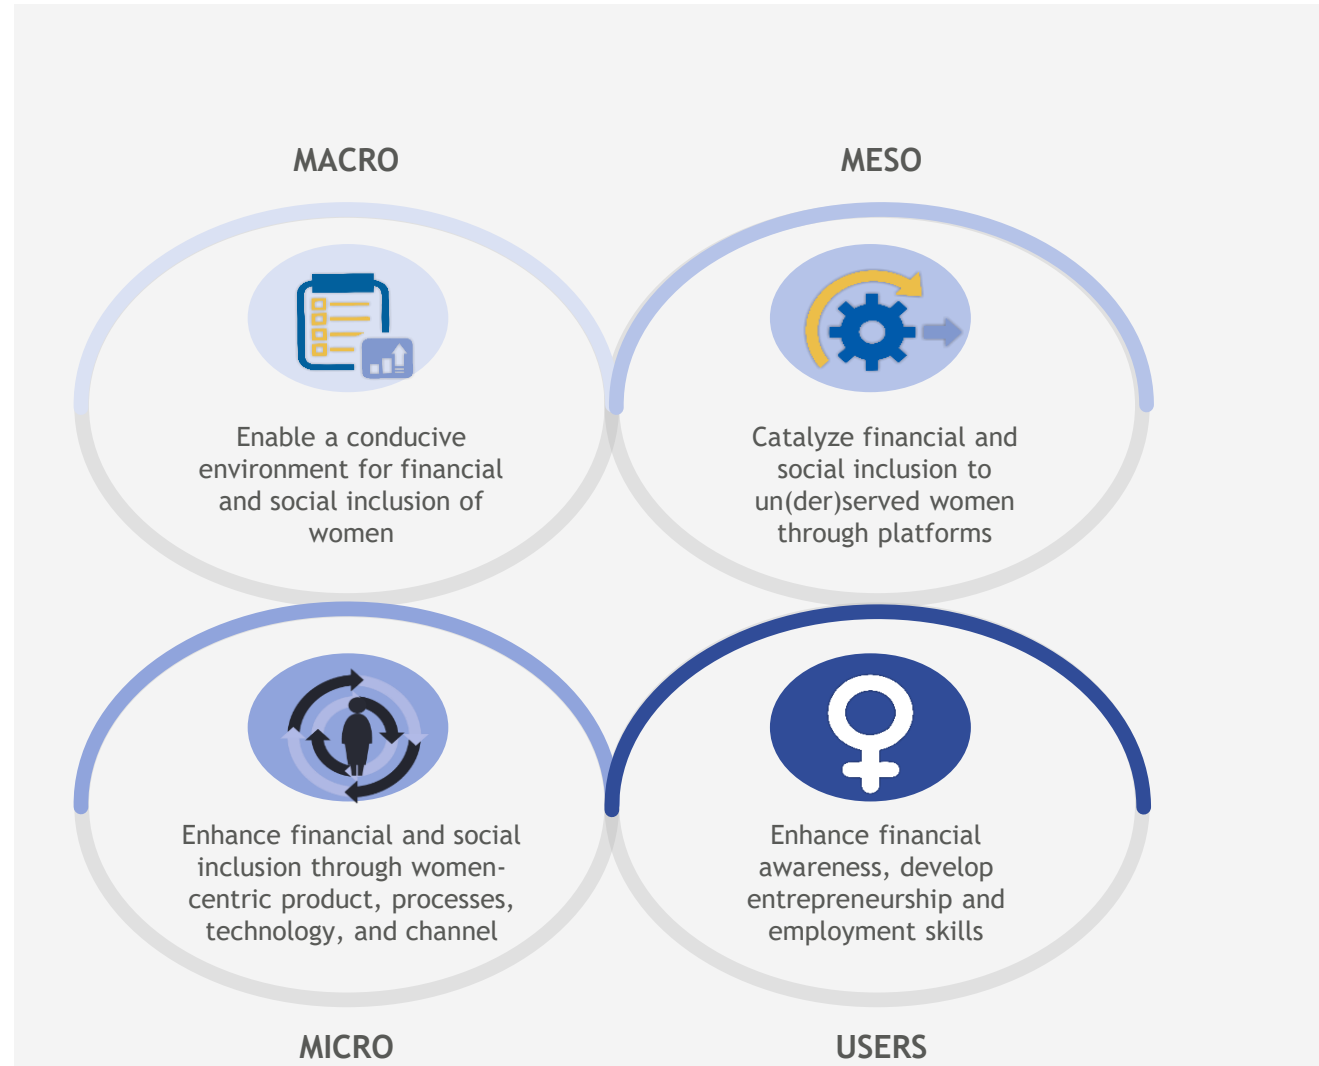 MACRO
Enable a conducive
environment for financial
and social inclusion of
women
MESO
Catalyze financial and
social inclusion to
un(der)served women
through platforms
Enhance financial and social
inclusion through women-
centric product, processes,
technology, and channel
MICRO
Enhance financial
awareness, develop
entrepreneurship and
employment skills
USERS